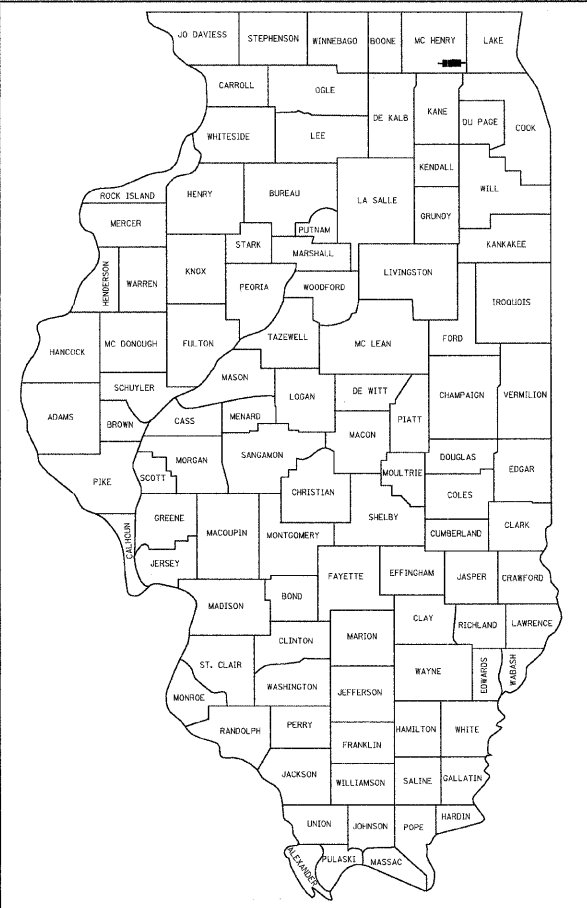 JO DAVIESS
STEPHENSON
WINNEBAGO
BOONE
MC HENRY
LAKE
CARROLL
OGLE
DE KALB
KANE
DU PAGE
COOK
WHITESIDE
LEE
KENDALL
WILL
ROCK ISLAND
HENRY
BUREAU
LA SALLE
GRUNDY
MERCER
PUTNAM
STARK
MARSHALL
KANKAKEE
HENDERSON
WARREN
KNOX
PEORIA
WOODFORD
LIVINGSTON
IROQUOIS
HANCOCK
MC DONOUGH
FULTON
TAZEWELL
MC LEAN
FORD
MASON
SCHUYLER
LOGAN
DE WITT
CHAMPAIGN
VERMILION
ADAMS
BROWN
CASS
MENARD
PIATT
MACON
PIKE
SCOTT
MORGAN
SANGAMON
MOULTRIE
DOUGLAS
EDGAR
CHRISTIAN
COLES
GREENE
MACOUPIN
MONTGOMERY
SHELBY
CUMBERLAND
CLARK
CALHOUN
JERSEY
FAYETTE
EFFINGHAM
JASPER
CRAWFORD
MADISON
BOND
CLAY
RICHLAND
LAWRENCE
CLINTON
MARION
ST. CLAIR
WAYNE
EDWARDS
WABASH
WASHINGTON
JEFFERSON
MONROE
RANDOLPH
PERRY
HAMILTON
WHITE
FRANKLIN
JACKSON
WILLIAMSON
SALINE
GALLATIN
UNION
JOHNSON
POPE
HARDIN
ALEXANDER
PULASKI
MASSAC